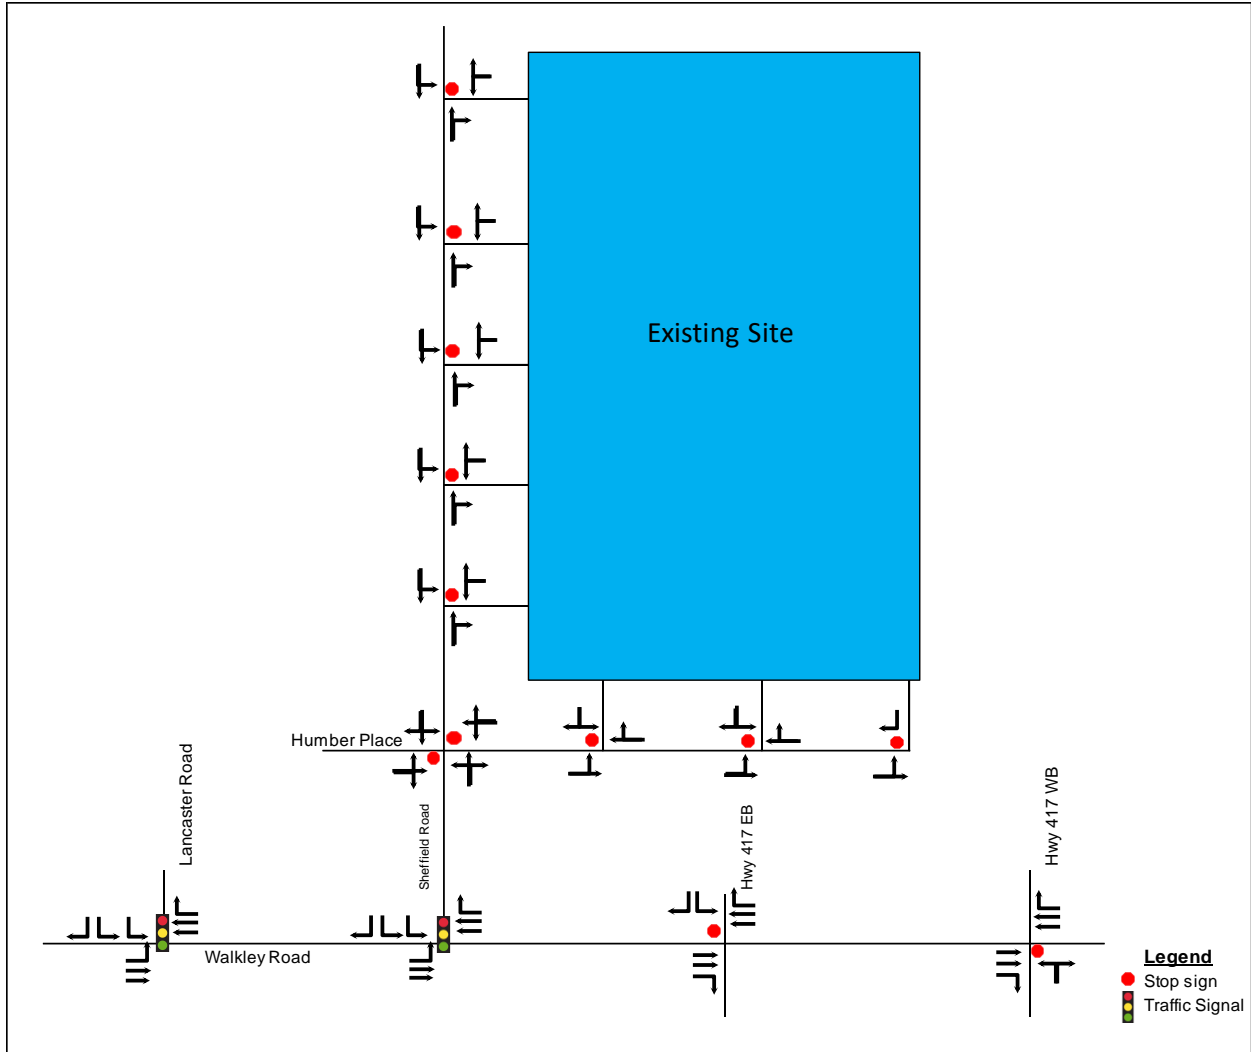 Existing Site
Humber Place
Lancaster Road
Sheffield Road
Hwy 417 EB
Hwy 417 WB
Walkley Road
Legend
Stop sign
Traffic Signal